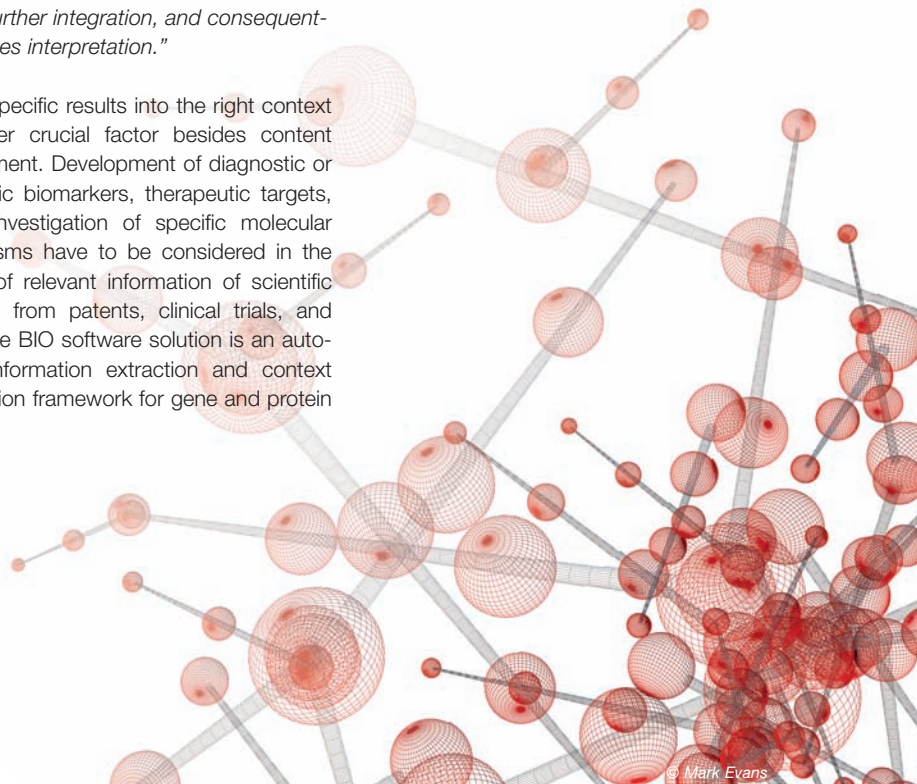 urther integration, and consequent-
es interpretation.”
pecific results into the right context
er crucial factor besides content
ment. Development of diagnostic or
ic biomarkers, therapeutic targets,
nvestigation of specific molecular
sms have to be considered in the
of relevant information of scientific
from patents, clinical trials, and
e BIO software solution is an auto-
nformation extraction and context
ion framework for gene and protein
© Mark Evans